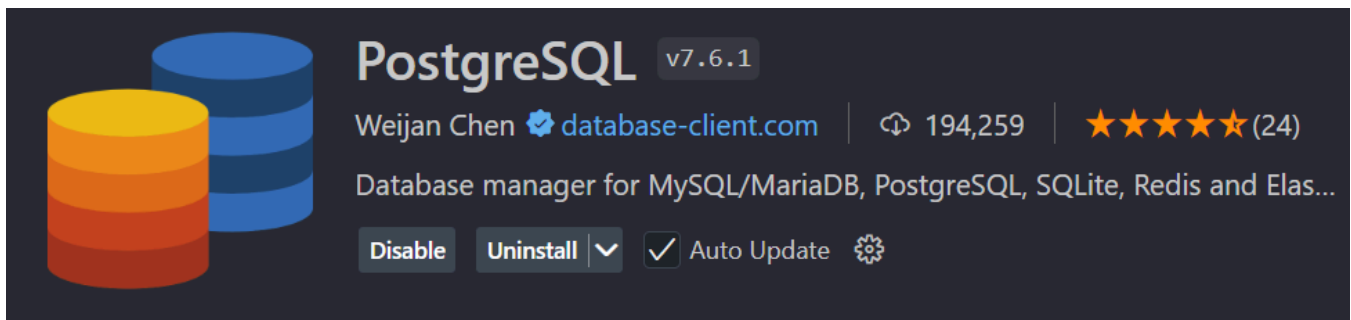 PostgreSQL v7.6.1
Weijan Chen database-client.com 194,259 (24)
Database manager for MySQL/MariaDB, PostgreSQL, SQLite, Redis and Elas...
Disable Uninstall Auto Update